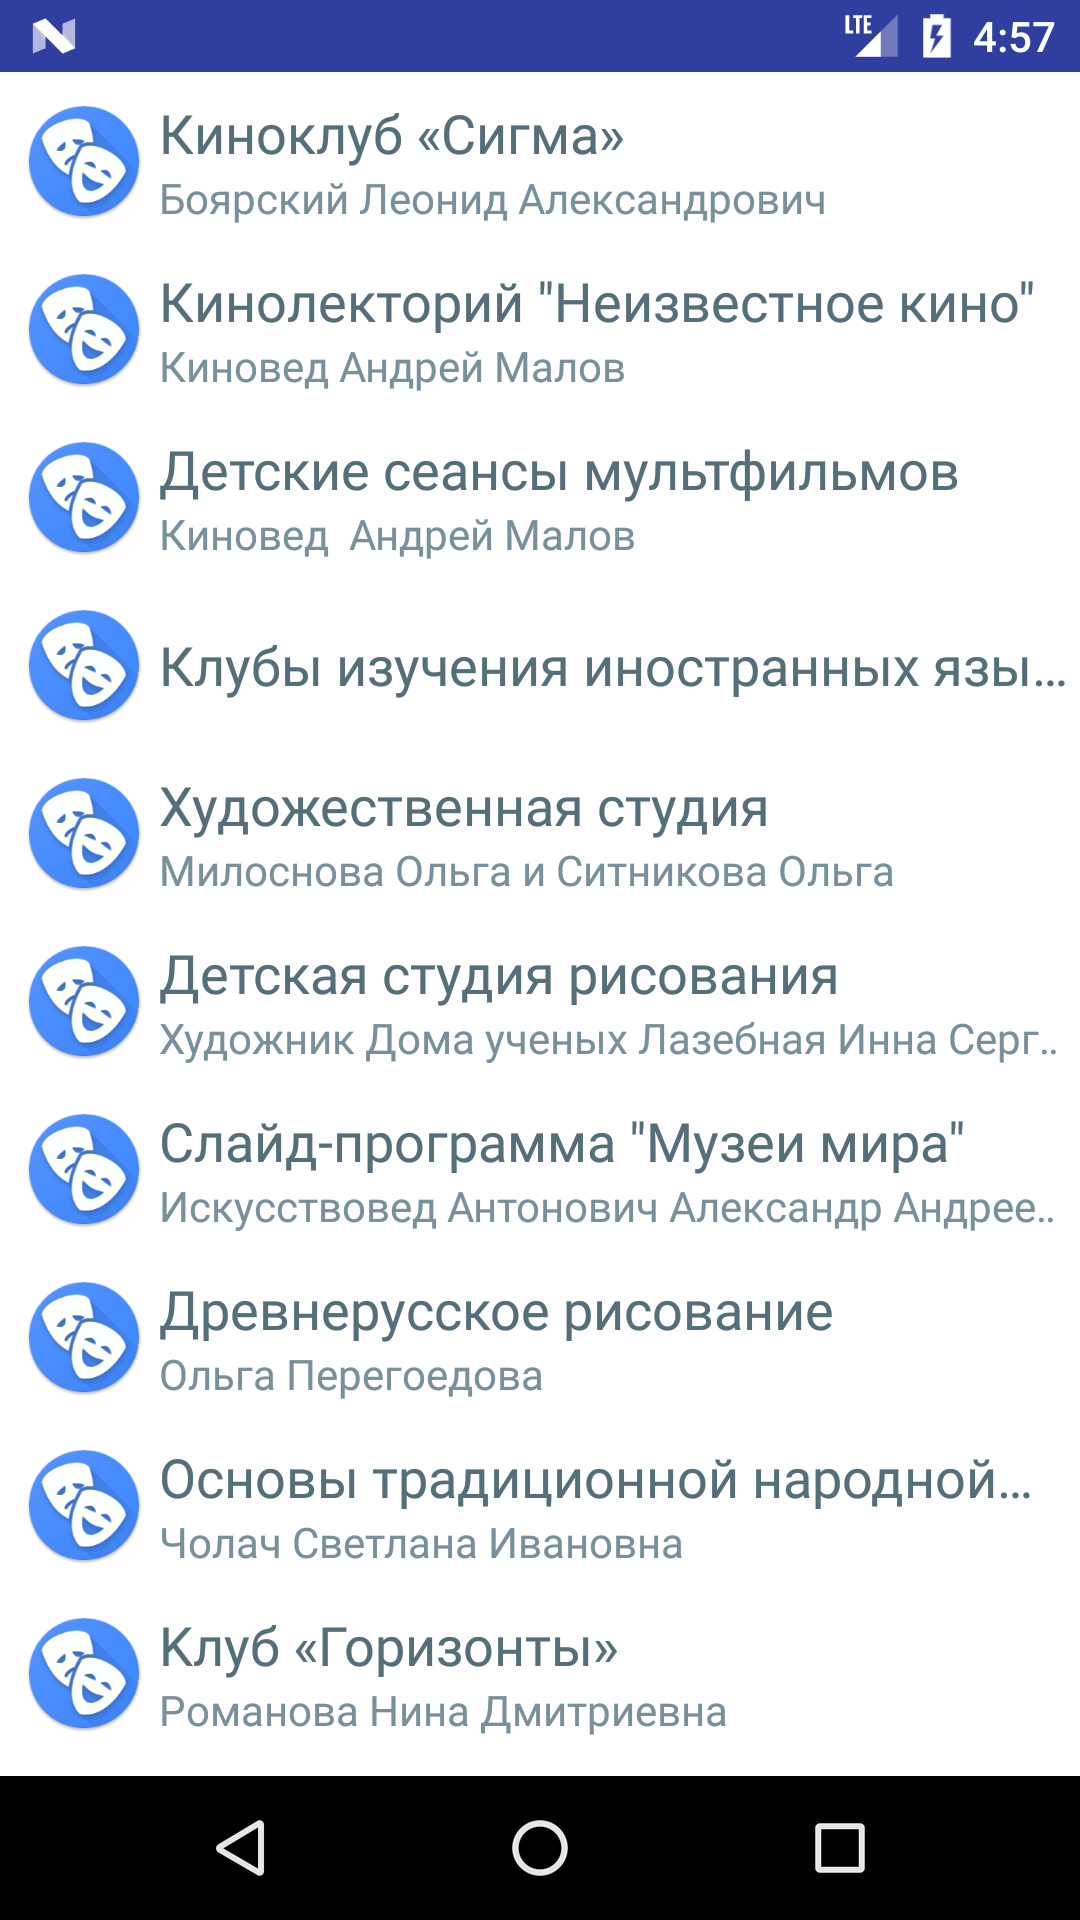 LTE 4:57
Киноклуб «Сигма»
Боярский Леонид Александрович
Кинолекторий "Неизвестное кино"
Киновед Андрей Малов
Детские сеансы мультфильмов
Киновед  Андрей Малов
Клубы изучения иностранных язы…
Художественная студия
Милоснова Ольга и Ситникова Ольга
Детская студия рисования
Художник Дома ученых Лазебная Инна Серг..
Слайд-программа "Музеи мира"
Искусствовед Антонович Александр Андрее..
Древнерусское рисование
Ольга Перегоедова
Основы традиционной народной…
Чолач Светлана Ивановна
Клуб «Горизонты»
Романова Нина Дмитриевна